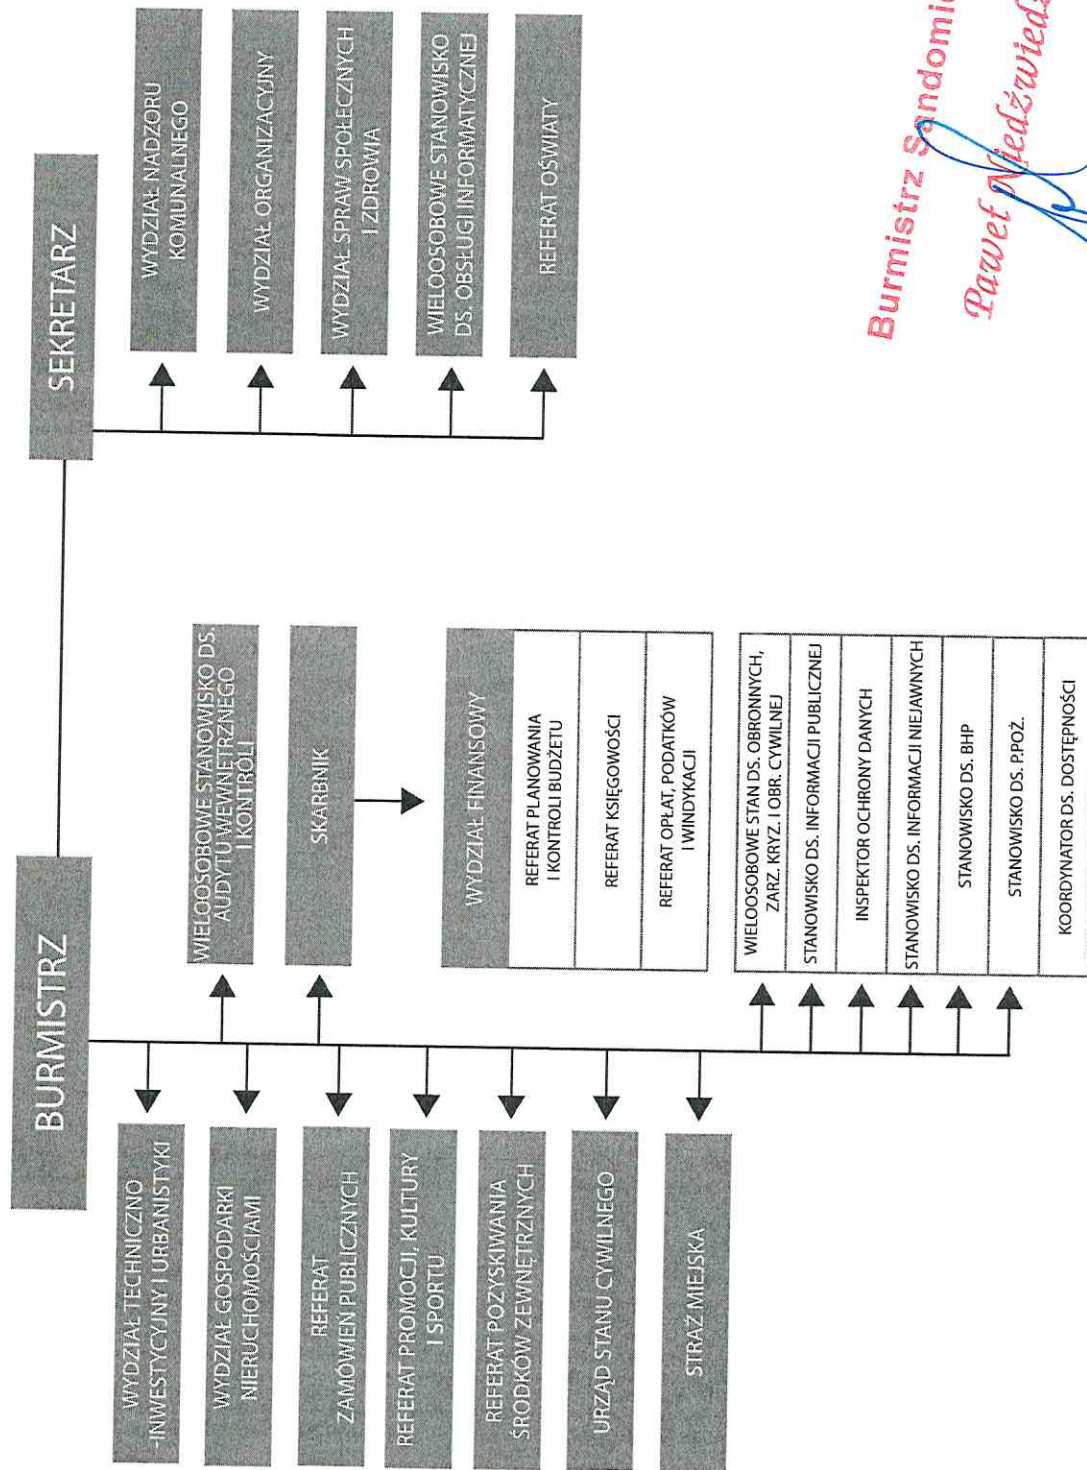 BURMISTRZ
SEKRETARZ
WYDZIAŁ TECHNICZNO
-INWESTYCYJNY I URBANISTYKI
WYDZIAŁ GOSPODARKI
NIERUCHOMOŚCIAMI
REFERAT
ZAMÓWIEŃ PUBLICZNYCH
REFERAT PROMOCJI, KULTURY
I SPORTU
REFERAT POZYSKIWANIA
ŚRODKÓW ZEWNĘTRZNYCH
URZĄD STANU CYWILNEGO
STRAŻ MIEJSKA
WIELOOSOBOWE STANOWISKO DS.
AUDYTU WEWNĘTRZNEGO
I KONTROLI
SKARBNIK
WYDZIAŁ FINANSOWY
REFERAT PLANOWANIA
I KONTROLI BUDŻETU
REFERAT KSIĘGOWOŚCI
REFERAT OPŁAT, PODATKÓW
I WINDYKACJI
WIELOOSOBOWE STAN DS. OBRONNYCH,
ZARZ. KRYZ. I OBR. CYWILNEJ
STANOWISKO DS. INFORMACJI PUBLICZNEJ
INSPEKTOR OCHRONY DANYCH
STANOWISKO DS. INFORMACJI NIEJAWNYCH
STANOWISKO DS. BHP
STANOWISKO DS. P.POŻ.
KOORDYNATOR DS. DOSTĘPNOŚCI
WYDZIAŁ NADZORU
KOMUNALNEGO
WYDZIAŁ ORGANIZACYJNY
WYDZIAŁ SPRAW SPOŁECZNYCH
I ZDROWIA
WIELOOSOBOWE STANOWISKO
DS. OBSŁUGI INFORMATYCZNEJ
REFERAT OŚWIATY
Burmistrz
Paweł